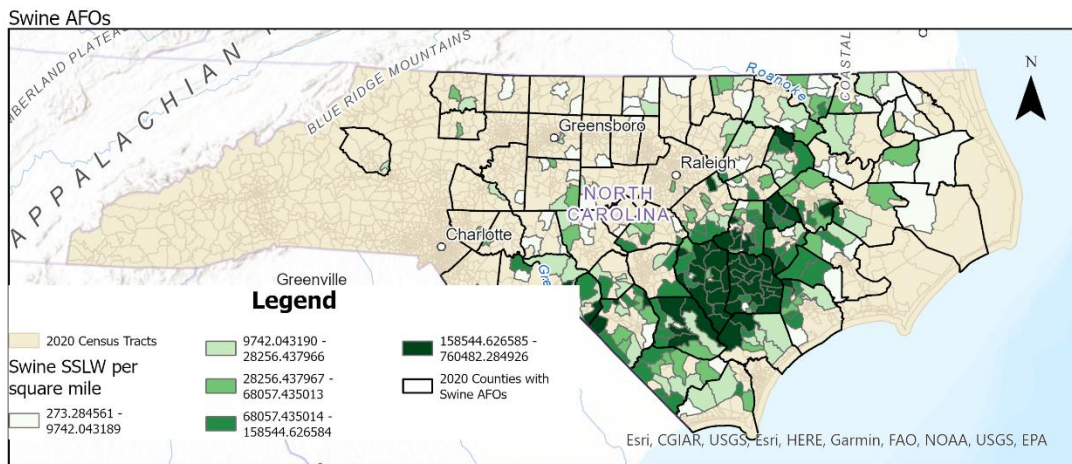 Swine AFOs
MBERLAND PLATEAU
APPALACHIAN
BLUE RIDGE MOUNTAINS
Roanoke
COASTAL
N
Greensboro
Raleigh
NORTH
CAROLINA
Charlotte
Greenville
Legend
2020 Census Tracts
Swine SSLW per
square mile
273.284561 -
9742.043189
9742.043190 -
28256.437966
28256.437967 -
68057.435013
68057.435014 -
158544.626584
158544.626585 -
760482.284926
2020 Counties with
Swine AFOs
Esri, CGIAR, USGS, Esri, HERE, Garmin, FAO, NOAA, USGS, EPA